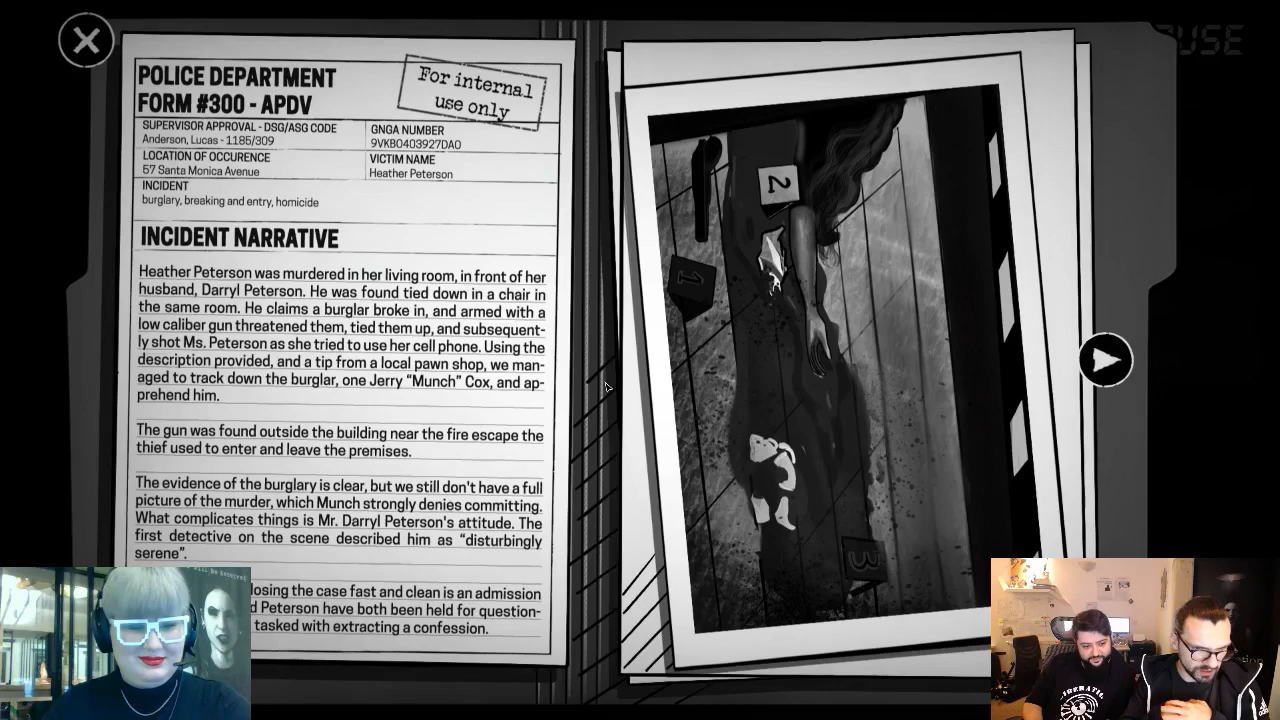 USE
POLICE DEPARTMENT
FORM #300 - APDV
For internal
use only
SUPERVISOR APPROVAL - DSG/ASG CODE
Anderson, Lucas - 1185/309
GNGA NUMBER
9VKB0403927DA0
LOCATION OF OCCURENCE
57 Santa Monica Avenue
VICTIM NAME
Heather Peterson
INCIDENT
burglary, breaking and entry, homicide
INCIDENT NARRATIVE
Heather Peterson was murdered in her living room, in front of her
husband, Darryl Peterson. He was found tied down in a chair in
the same room. He claims a burglar broke in, and armed with a
low caliber gun threatened them, tied them up, and subsequent-
ly shot Ms. Peterson as she tried to use her cell phone. Using the
description provided, and a tip from a local pawn shop, we man-
aged to track down the burglar, one Jerry "Munch" Cox, and ap-
prehend him.
The gun was found outside the building near the fire escape the
thief used to enter and leave the premises.
The evidence of the burglary is clear, but we still don't have a full
picture of the murder, which Munch strongly denies committing.
What complicates things is Mr. Darryl Peterson's attitude. The
first detective on the scene described him as "disturbingly
serene".
losing the case fast and clean is an admission
d Peterson have both been held for question-
tasked with extracting a confession.
2
1
3